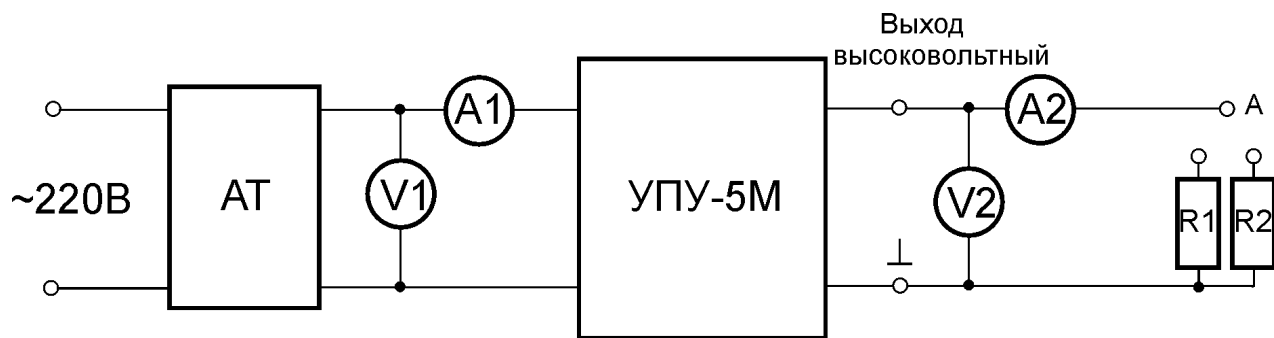 Выход
высоковольтный
A1
A2
A
~220В
АТ
V1
УПУ-5М
V2
R1
R2
⊥